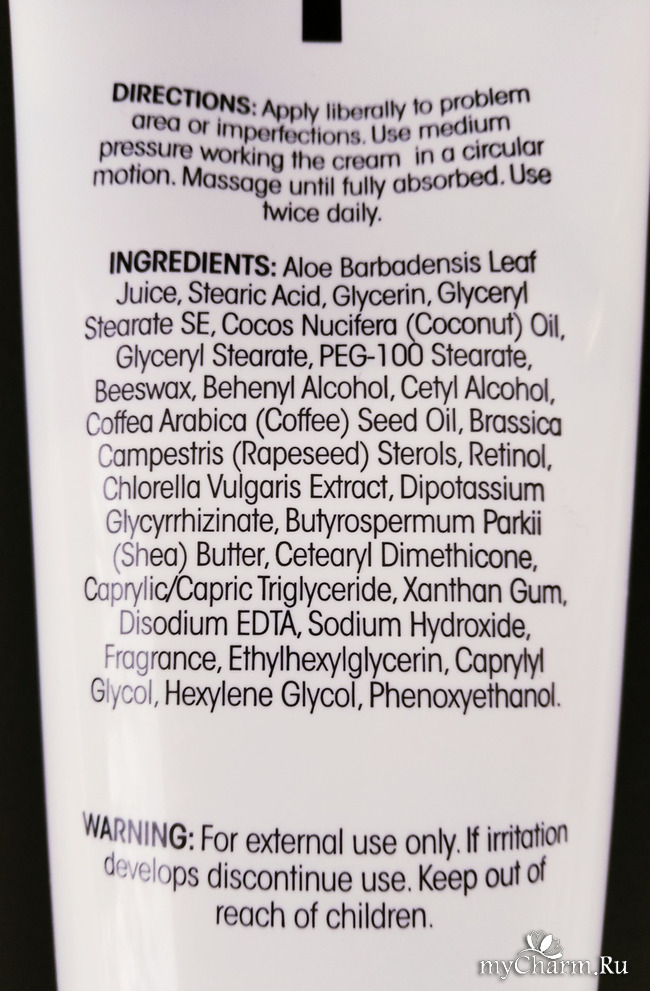 DIRECTIONS: Apply liberally to problem
area or imperfections. Use medium
pressure working the cream in a circular
motion. Massage until fully absorbed. Use
twice daily.
INGREDIENTS: Aloe Barbadensis Leaf
Juice, Stearic Acid, Glycerin, Glyceryl
Stearate SE, Cocos Nucifera (Coconut) Oil,
Glyceryl Stearate, PEG-100 Stearate,
Beeswax, Behenyl Alcohol, Cetyl Alcohol,
Coffea Arabica (Coffee) Seed Oil, Brassica
Campestris (Rapeseed) Sterols, Retinol,
Chlorella Vulgaris Extract, Dipotassium
Glycyrrhizinate, Butyrospermum Parkii
(Shea) Butter, Cetearyl Dimethicone,
Caprylic/Capric Triglyceride, Xanthan Gum,
Disodium EDTA, Sodium Hydroxide,
Fragrance, Ethylhexylglycerin, Caprylyl
Glycol, Hexylene Glycol, Phenoxyethanol.
WARNING: For external use only. If irritation
develops discontinue use. Keep out of
reach of children.
myCharm.Ru